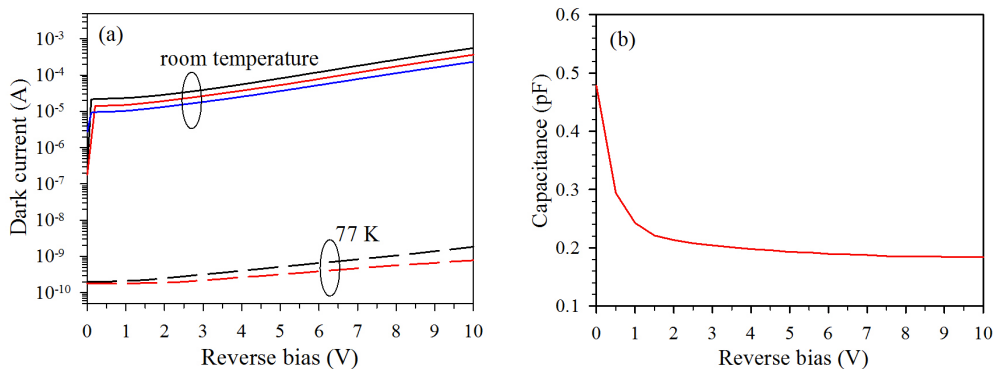 (a)
room temperature
77 K
Dark current (A)
10⁻³
10⁻⁴
10⁻⁵
10⁻⁶
10⁻⁷
10⁻⁸
10⁻⁹
10⁻¹⁰
0 1 2 3 4 5 6 7 8 9 10
Reverse bias (V)
(b)
Capacitance (pF)
0.6
0.5
0.4
0.3
0.2
0.1
0 1 2 3 4 5 6 7 8 9 10
Reverse bias (V)